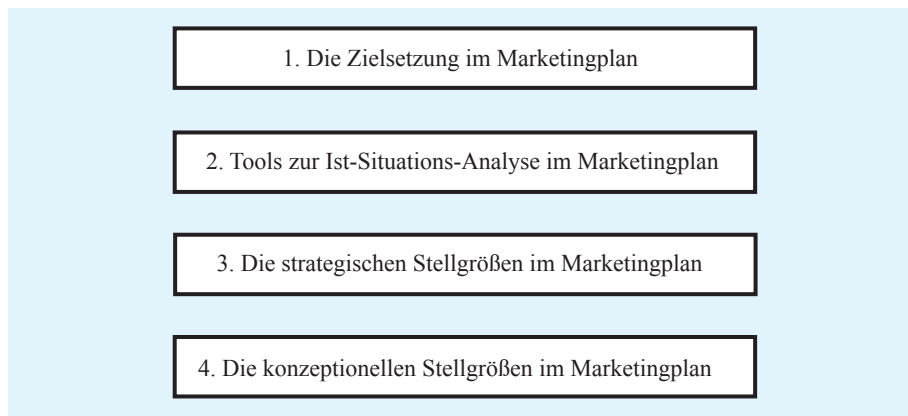 1. Die Zielsetzung im Marketingplan
2. Tools zur Ist-Situations-Analyse im Marketingplan
3. Die strategischen Stellgrößen im Marketingplan
4. Die konzeptionellen Stellgrößen im Marketingplan